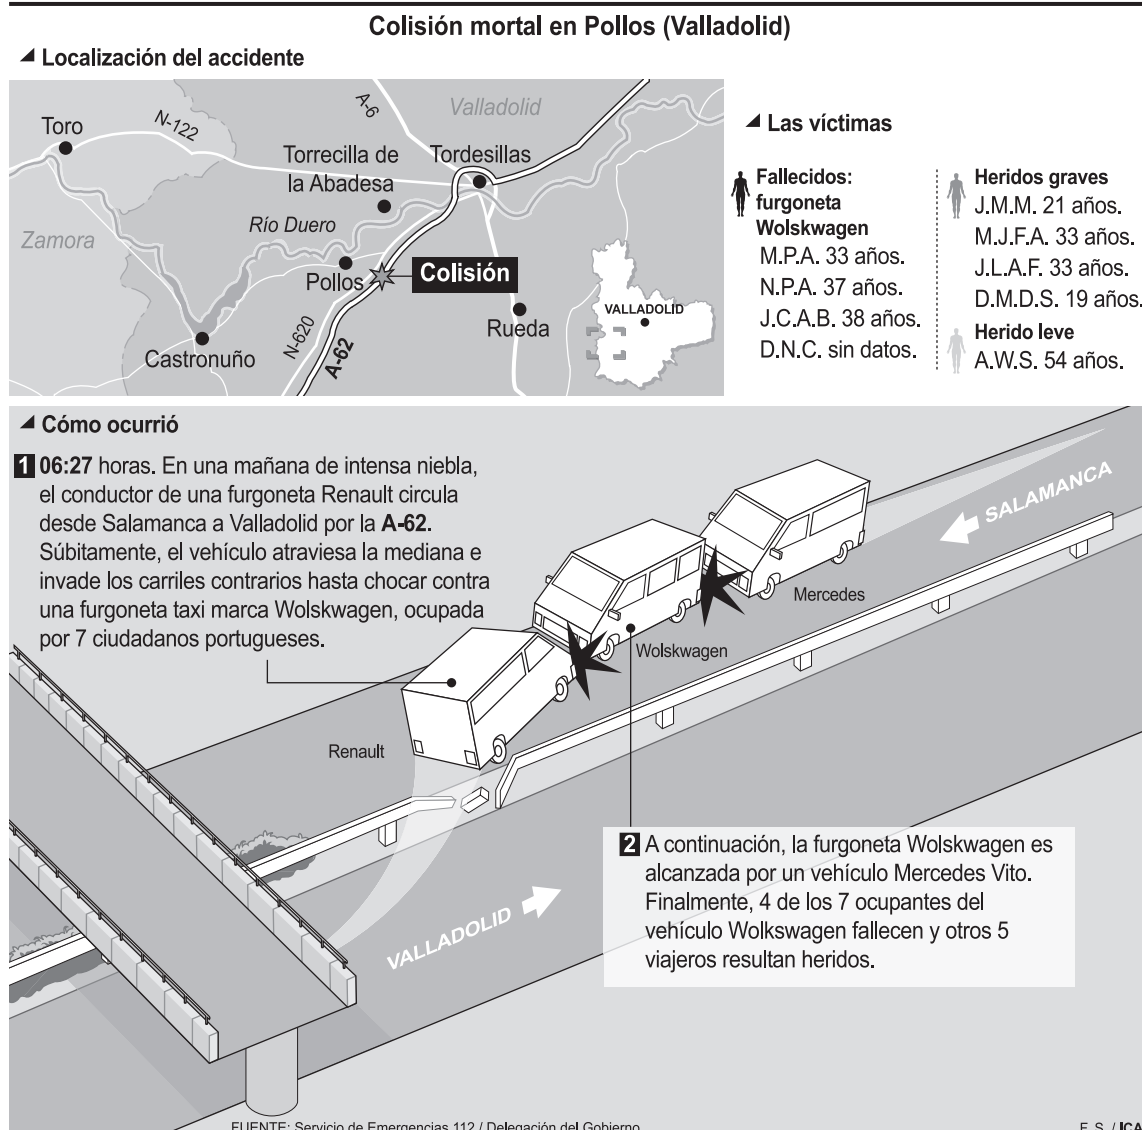 Colisión mortal en Pollos (Valladolid)
Localización del accidente
Toro
N-122
A-6
Valladolid
Torrecilla de
la Abadesa
Tordesillas
Río Duero
Zamora
Pollos
Colisión
N-620
A-62
Rueda
Castronuño
VALLADOLID
Las víctimas
Fallecidos:
furgoneta
Wolskwagen
M.P.A. 33 años.
N.P.A. 37 años.
J.C.A.B. 38 años.
D.N.C. sin datos.
Heridos graves
J.M.M. 21 años.
M.J.F.A. 33 años.
J.L.A.F. 33 años.
D.M.D.S. 19 años.
Herido leve
A.W.S. 54 años.
Cómo ocurrió
1 06:27 horas. En una mañana de intensa niebla,
el conductor de una furgoneta Renault circula
desde Salamanca a Valladolid por la A-62.
Súbitamente, el vehículo atraviesa la mediana e
invade los carriles contrarios hasta chocar contra
una furgoneta taxi marca Wolskwagen, ocupada
por 7 ciudadanos portugueses.
SALAMANCA
Mercedes
Wolskwagen
Renault
VALLADOLID
2 A continuación, la furgoneta Wolskwagen es
alcanzada por un vehículo Mercedes Vito.
Finalmente, 4 de los 7 ocupantes del
vehículo Wolkswagen fallecen y otros 5
viajeros resultan heridos.
FUENTE: Servicio de Emergencias 112 / Delegación del Gobierno
F. S. / ICA